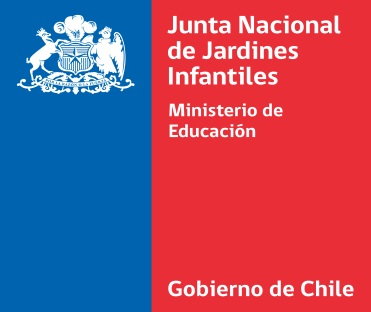 Junta Nacional
de Jardines
Infantiles
Ministerio de
Educación
Gobierno de Chile